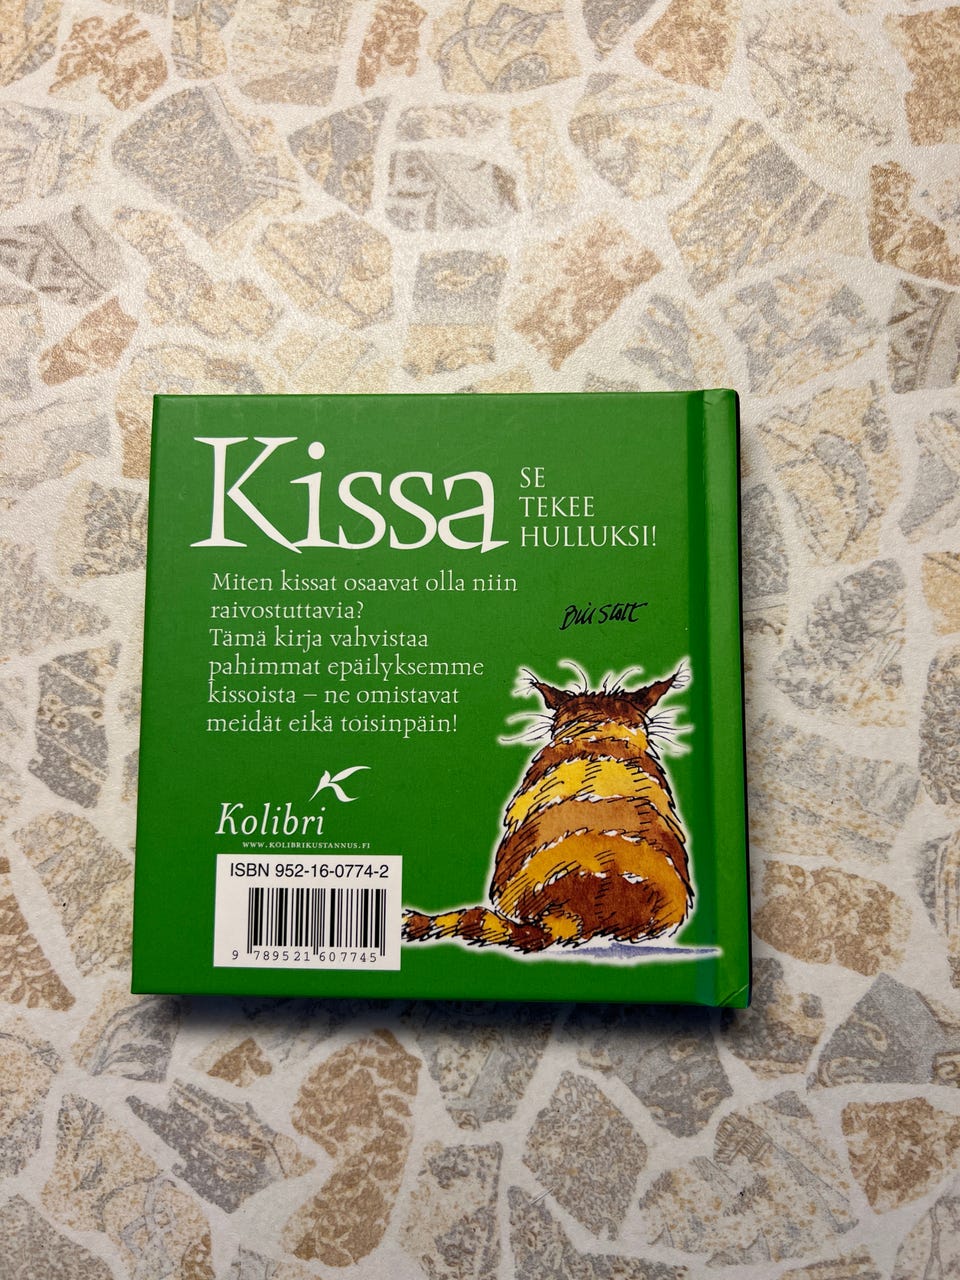 Kissa
SE
TEKEE
HULLUKSI!
Miten kissat osaavat olla niin
raivostuttavia?
Tämä kirja vahvistaa
pahimmat epäilyksemme
kissoista – ne omistavat
meidät eikä toisinpäin!
Bill Stott
Kolibri
WWW.KOLIBRIKUSTANNUS.FI
ISBN 952-16-0774-2
9 789521 607745